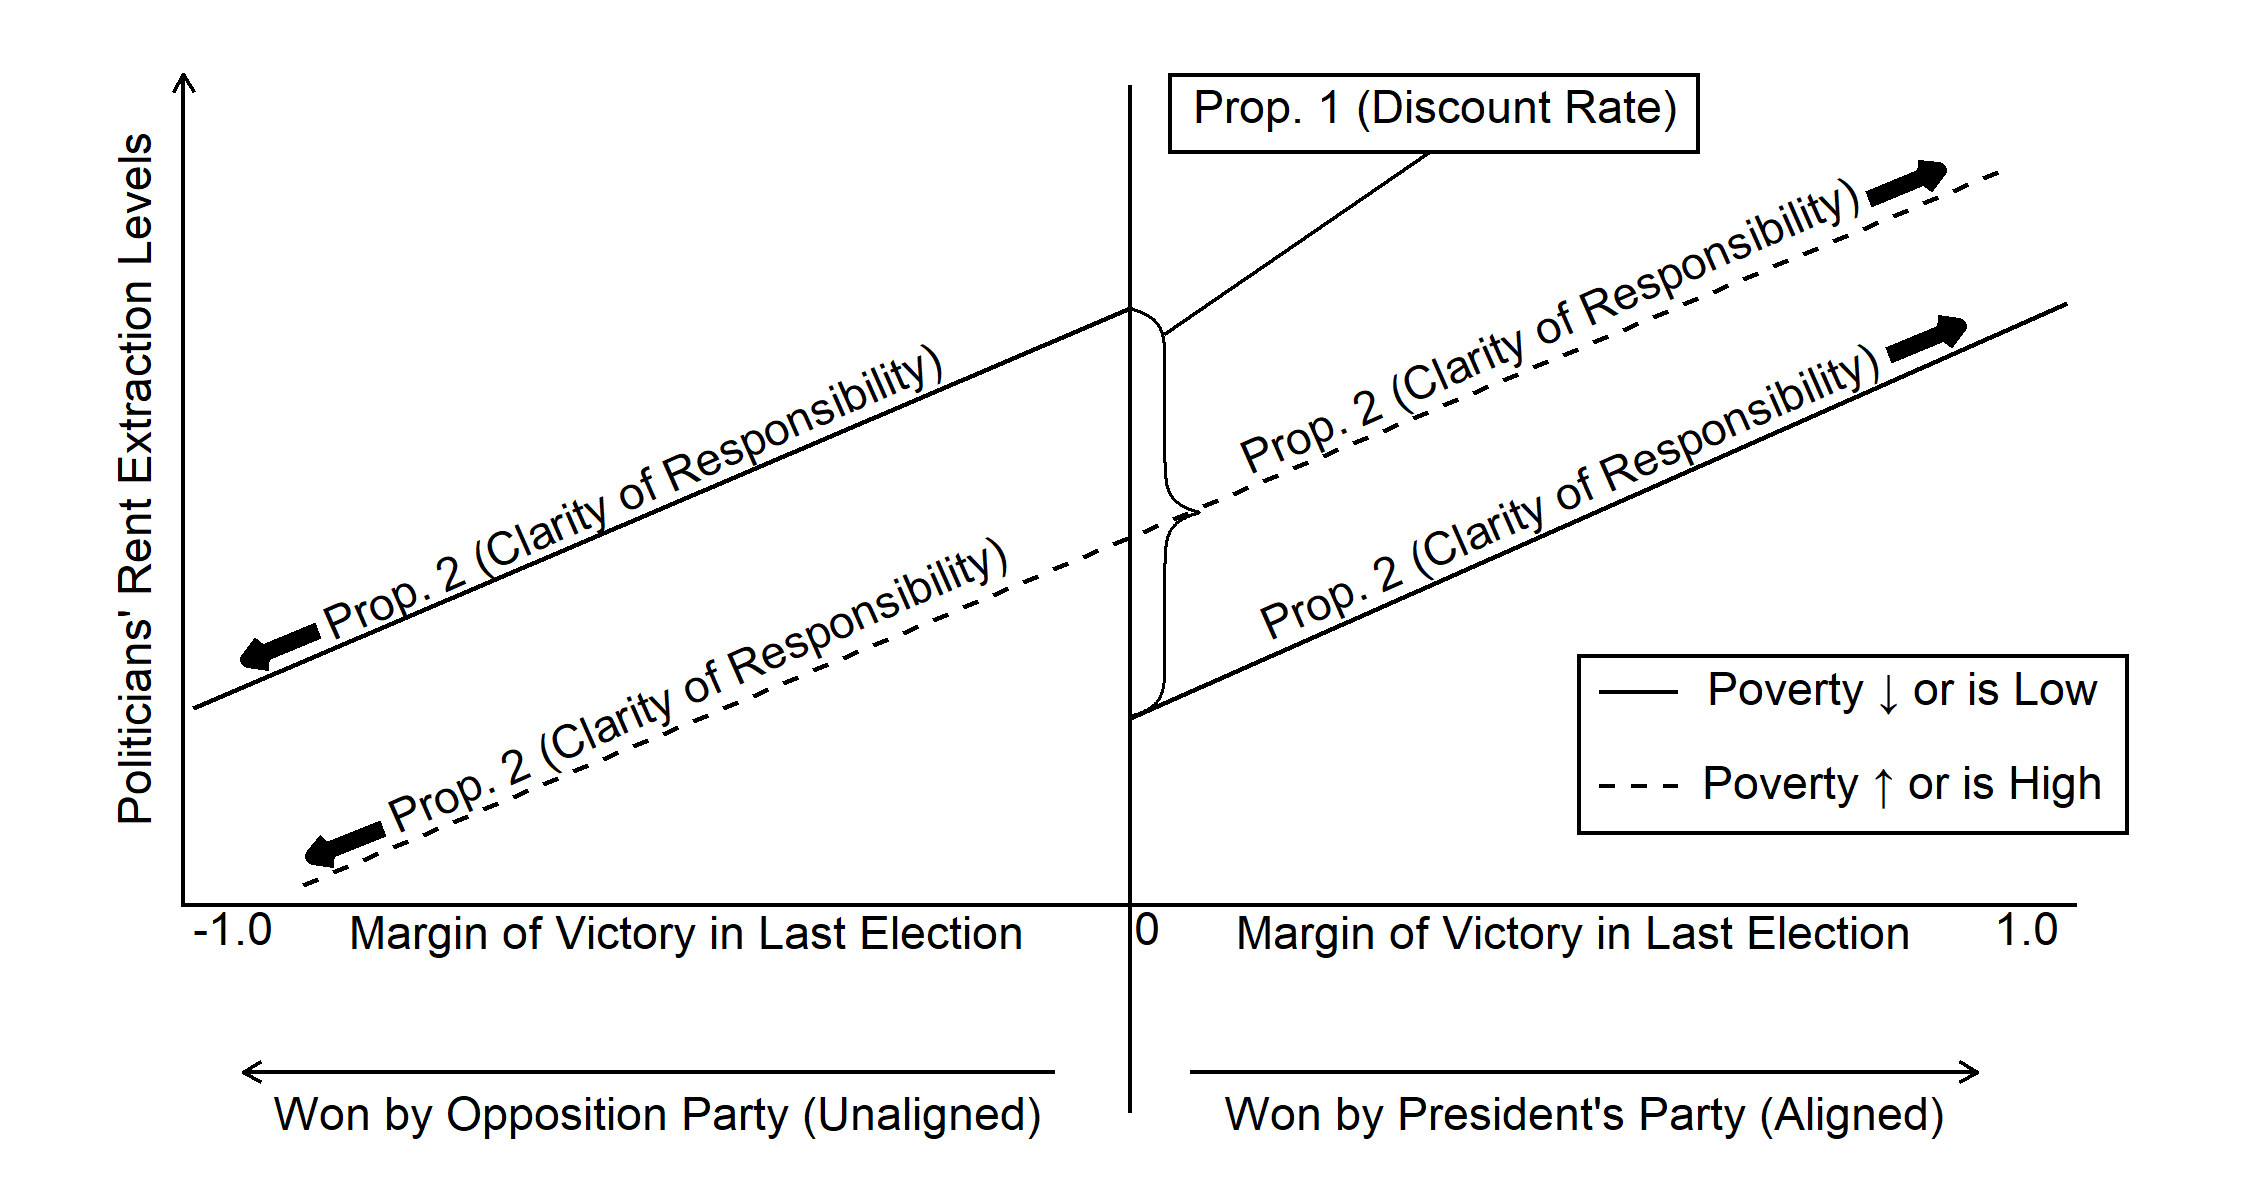 Prop. 1 (Discount Rate)
Politicians' Rent Extraction Levels
Prop. 2 (Clarity of Responsibility)
Prop. 2 (Clarity of Responsibility)
Prop. 2 (Clarity of Responsibility)
Prop. 2 (Clarity of Responsibility)
Poverty ↓ or is Low
Poverty ↑ or is High
-1.0
Margin of Victory in Last Election
0
Margin of Victory in Last Election
1.0
Won by Opposition Party (Unaligned)
Won by President's Party (Aligned)